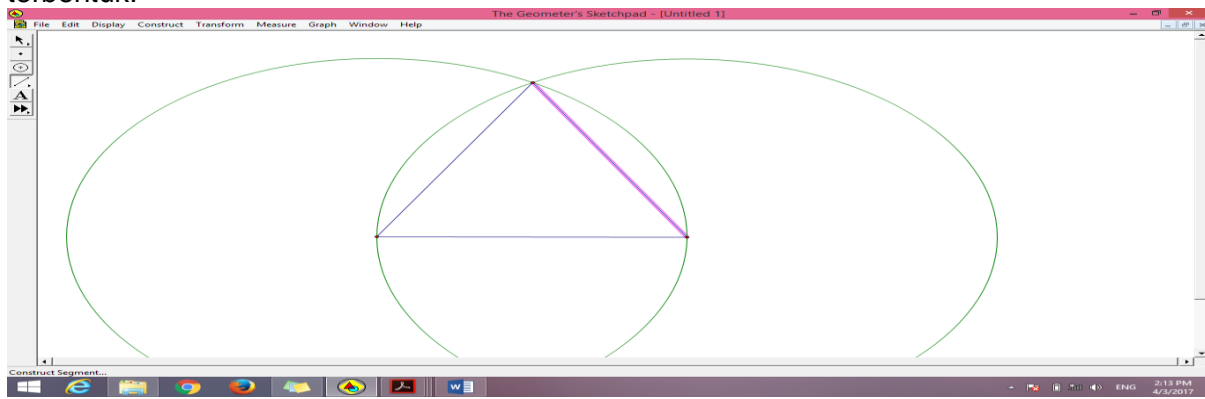 terbentuk.
The Geometer's Sketchpad - [Untitled 1]
File Edit Display Construct Transform Measure Graph Window Help
A
Construct Segment...
W
ENG
2:13 PM
4/3/2017